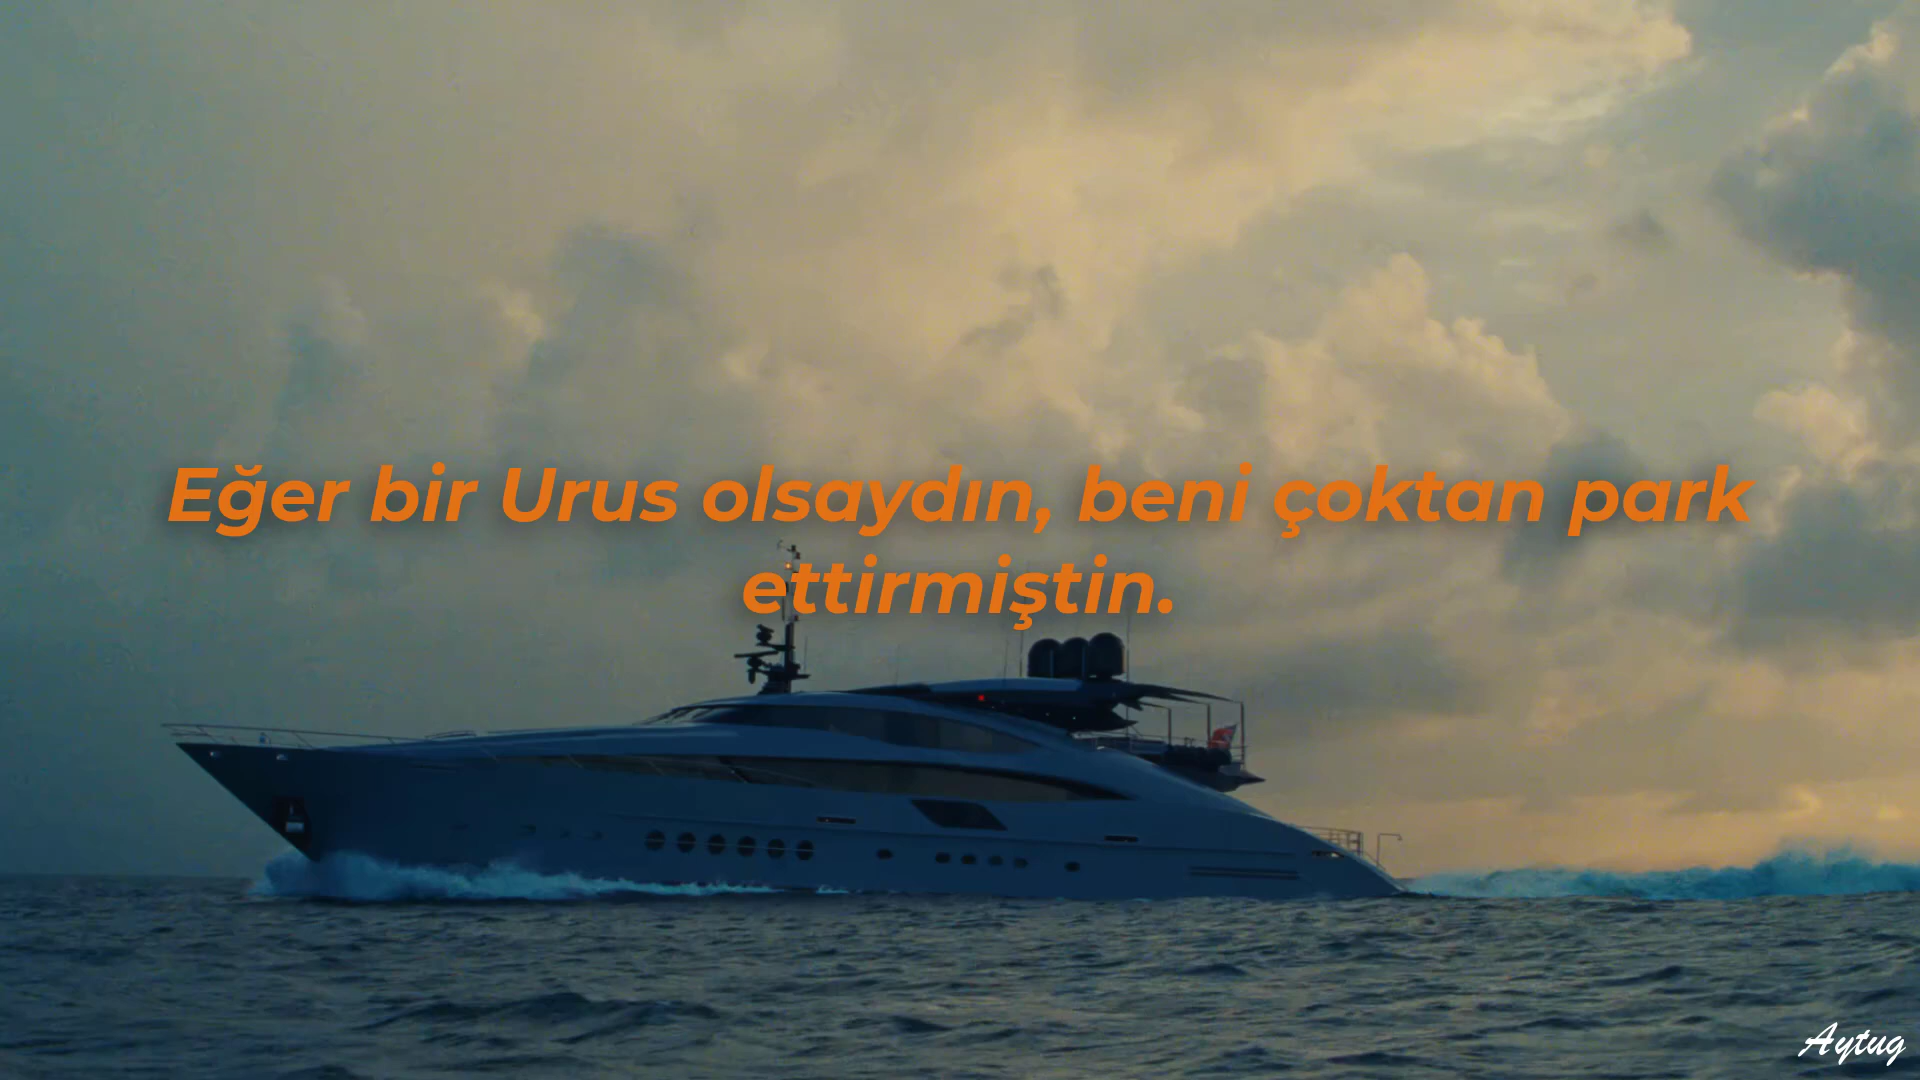 Eğer bir Urus olsaydın, beni çoktan park
ettirmiştin.
Aytug